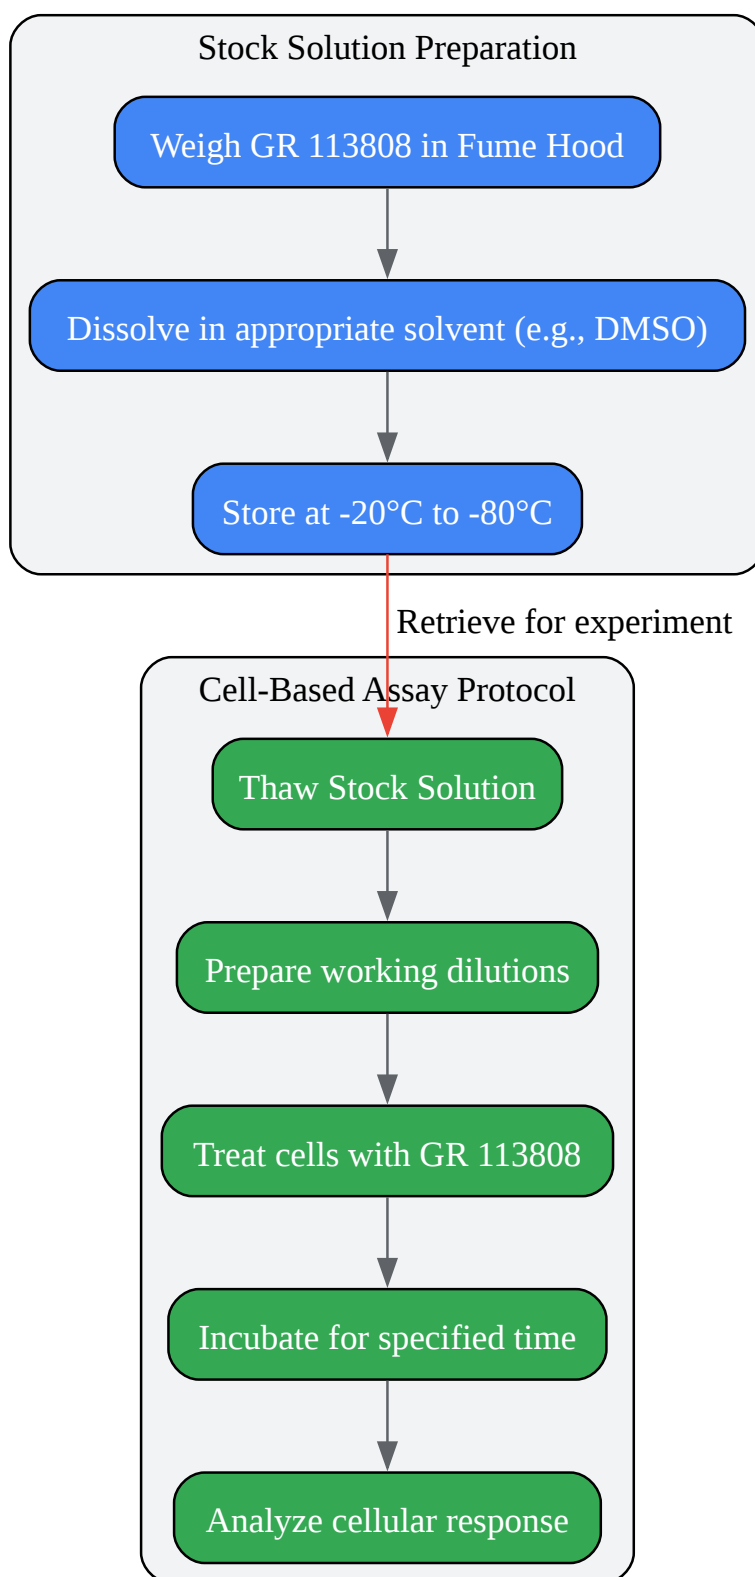 Stock Solution Preparation
Weigh GR 113808 in Fume Hood
Dissolve in appropriate solvent (e.g., DMSO)
Store at -20°C to -80°C
Retrieve for experiment
Cell-Based Assay Protocol
Thaw Stock Solution
Prepare working dilutions
Treat cells with GR 113808
Incubate for specified time
Analyze cellular response